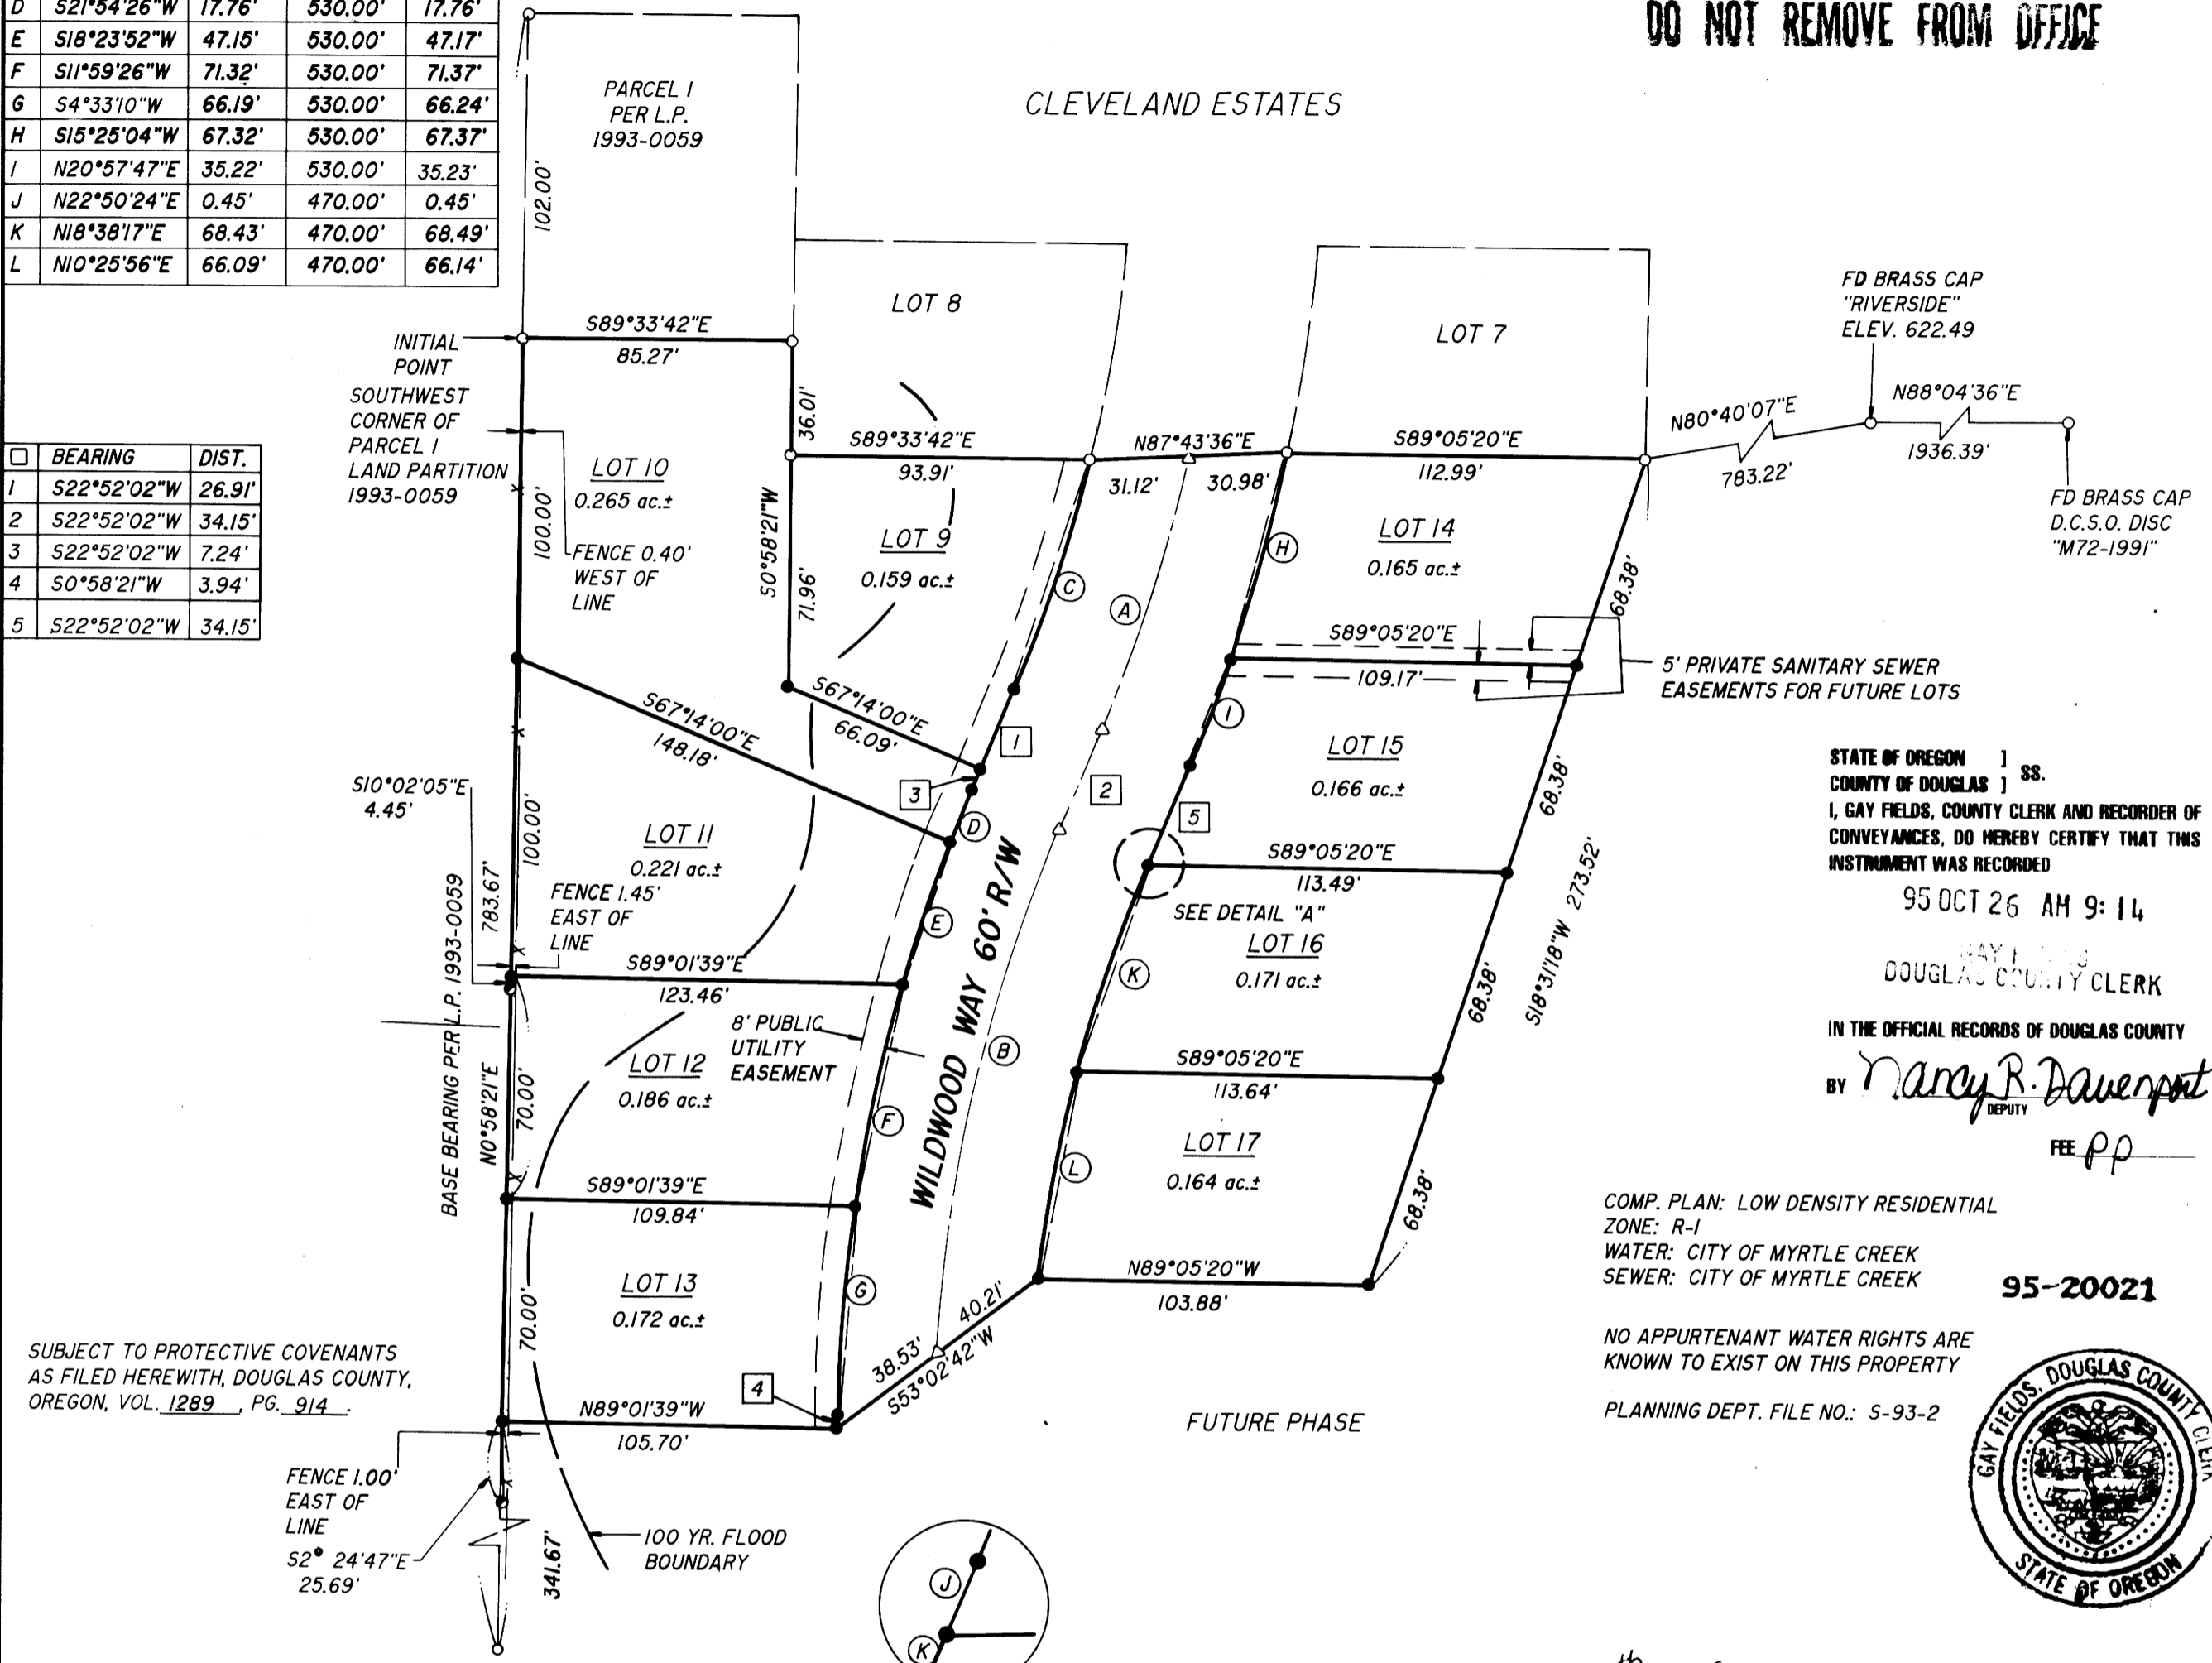 DO NOT REMOVE FROM OFFICE
D S21°54'26"W 17.76' 530.00' 17.76'
E S18°23'52"W 47.15' 530.00' 47.17'
F S11°59'26"W 71.32' 530.00' 71.37'
G S4°33'10"W 66.19' 530.00' 66.24'
H S15°25'04"W 67.32' 530.00' 67.37'
I N20°57'47"E 35.22' 530.00' 35.23'
J N22°50'24"E 0.45' 470.00' 0.45'
K N18°38'17"E 68.43' 470.00' 68.49'
L N10°25'56"E 66.09' 470.00' 66.14'
□ BEARING DIST.
1 S22°52'02"W 26.91'
2 S22°52'02"W 34.15'
3 S22°52'02"W 7.24'
4 S0°58'21"W 3.94'
5 S22°52'02"W 34.15'
PARCEL 1
PER L.P.
1993-0059
102.00'
CLEVELAND ESTATES
LOT 8
LOT 7
FD BRASS CAP
"RIVERSIDE"
ELEV. 622.49
N88°04'36"E
1936.39'
N80°40'07"E
783.22'
FD BRASS CAP
D.C.S.O. DISC
"M72-1991"
INITIAL
POINT
SOUTHWEST
CORNER OF
PARCEL 1
LAND PARTITION
1993-0059
S89°33'42"E
85.27'
36.01'
S89°33'42"E
93.91'
N87°43'36"E
31.12'
30.98'
S89°05'20"E
112.99'
LOT 10
0.265 ac.±
100.00'
FENCE 0.40'
WEST OF
LINE
S0°58'21"W
71.96'
LOT 9
0.159 ac.±
C
A
H
LOT 14
0.165 ac.±
68.38'
S89°05'20"E
109.17'
5' PRIVATE SANITARY SEWER
EASEMENTS FOR FUTURE LOTS
S67°14'00"E
66.09'
S67°14'00"E
148.18'
1
I
LOT 15
0.166 ac.±
68.38'
2
3
5
D
S10°02'05"E
4.45'
LOT 11
0.221 ac.±
100.00'
FENCE 1.45'
EAST OF
LINE
783.67'
BASE BEARING PER L.P. 1993-0059
N0°58'21"E
E
WILDWOOD WAY 60' R/W
S89°05'20"E
113.49'
SEE DETAIL "A"
LOT 16
0.171 ac.±
K
68.38'
S18°31'18"W 273.52'
S89°01'39"E
123.46'
8' PUBLIC
UTILITY
EASEMENT
LOT 12
0.186 ac.±
70.00'
B
F
S89°05'20"E
113.64'
LOT 17
0.164 ac.±
L
68.38'
S89°01'39"E
109.84'
LOT 13
0.172 ac.±
70.00'
G
4
N89°05'20"W
103.88'
40.21'
38.53'
S53°02'42"W
N89°01'39"W
105.70'
FUTURE PHASE
SUBJECT TO PROTECTIVE COVENANTS
AS FILED HEREWITH, DOUGLAS COUNTY,
OREGON, VOL. 1289, PG. 914.
FENCE 1.00'
EAST OF
LINE
S2° 24'47"E
25.69'
341.67'
100 YR. FLOOD
BOUNDARY
J
K
STATE OF OREGON ] SS.
COUNTY OF DOUGLAS ]
I, GAY FIELDS, COUNTY CLERK AND RECORDER OF
CONVEYANCES, DO HEREBY CERTIFY THAT THIS
INSTRUMENT WAS RECORDED
95 OCT 26 AM 9:14
DOUGLAS COUNTY CLERK
IN THE OFFICIAL RECORDS OF DOUGLAS COUNTY
BY Nancy R. Davenport
DEPUTY
FEE PP
COMP. PLAN: LOW DENSITY RESIDENTIAL
ZONE: R-1
WATER: CITY OF MYRTLE CREEK
SEWER: CITY OF MYRTLE CREEK
95-20021
NO APPURTENANT WATER RIGHTS ARE
KNOWN TO EXIST ON THIS PROPERTY
PLANNING DEPT. FILE NO.: S-93-2
GAY FIELDS, DOUGLAS COUNTY CLERK
STATE OF OREGON